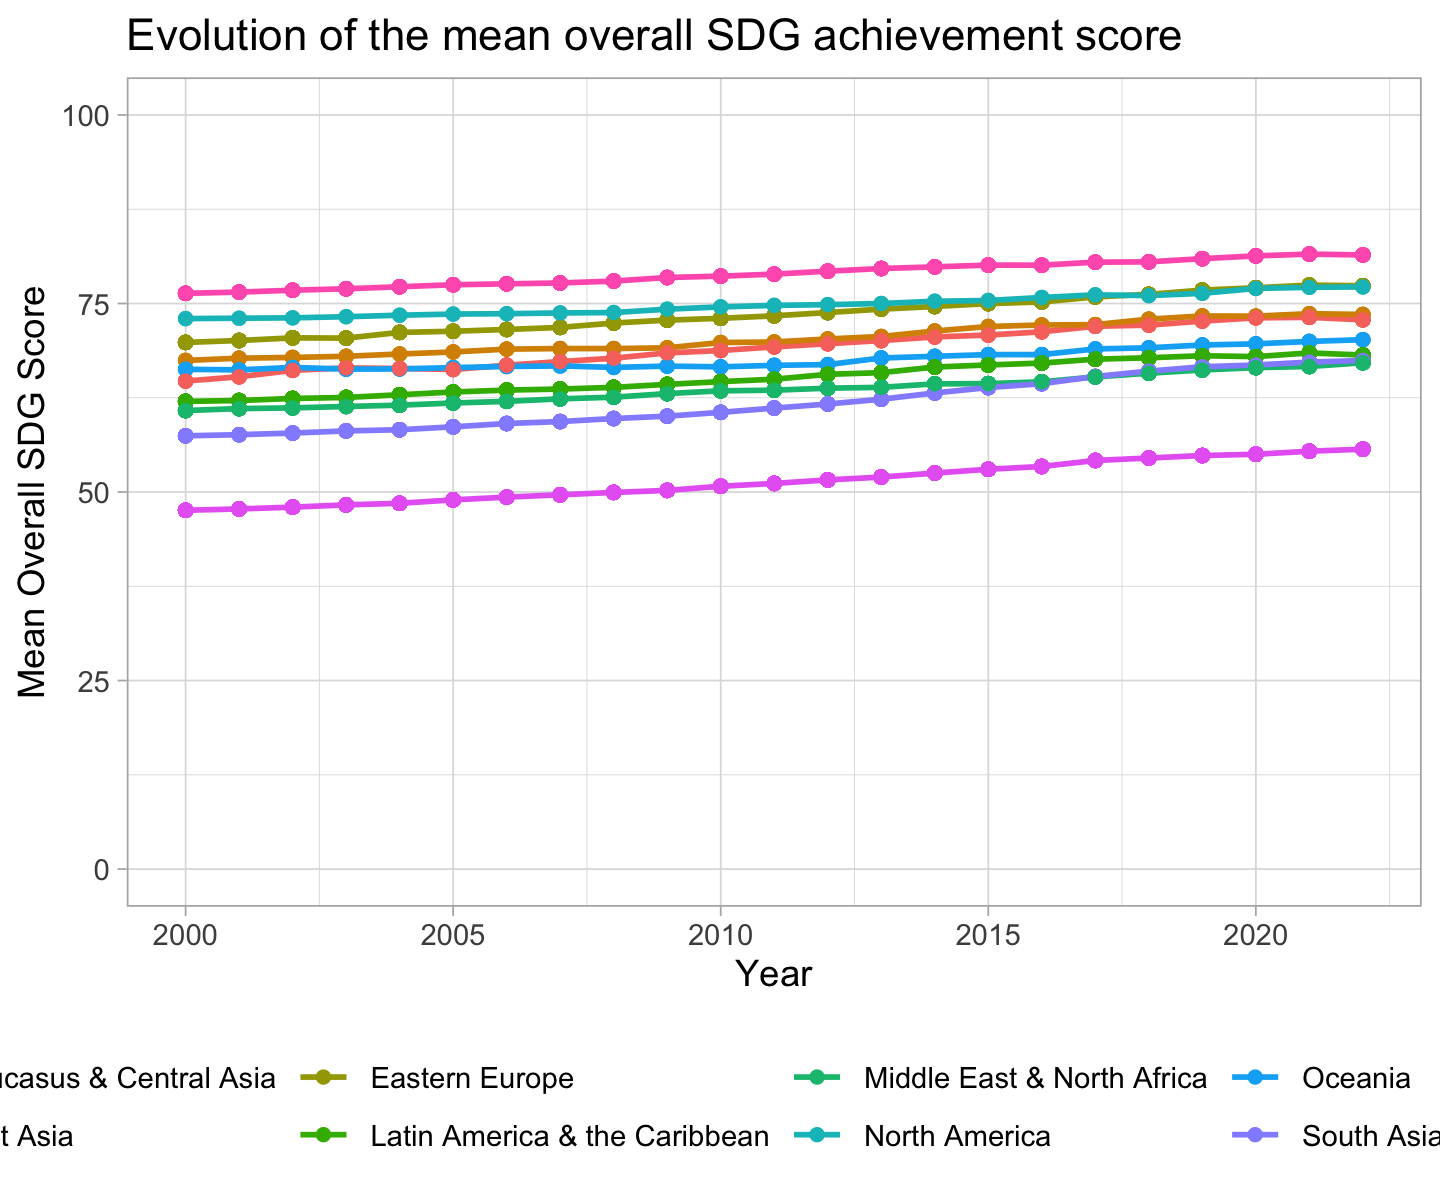 Evolution of the mean overall SDG achievement score
Mean Overall SDG Score
100
75
50
25
0
2000 2005 2010 2015 2020
Year
ucasus & Central Asia Eastern Europe Middle East & North Africa Oceania
t Asia Latin America & the Caribbean North America South Asia